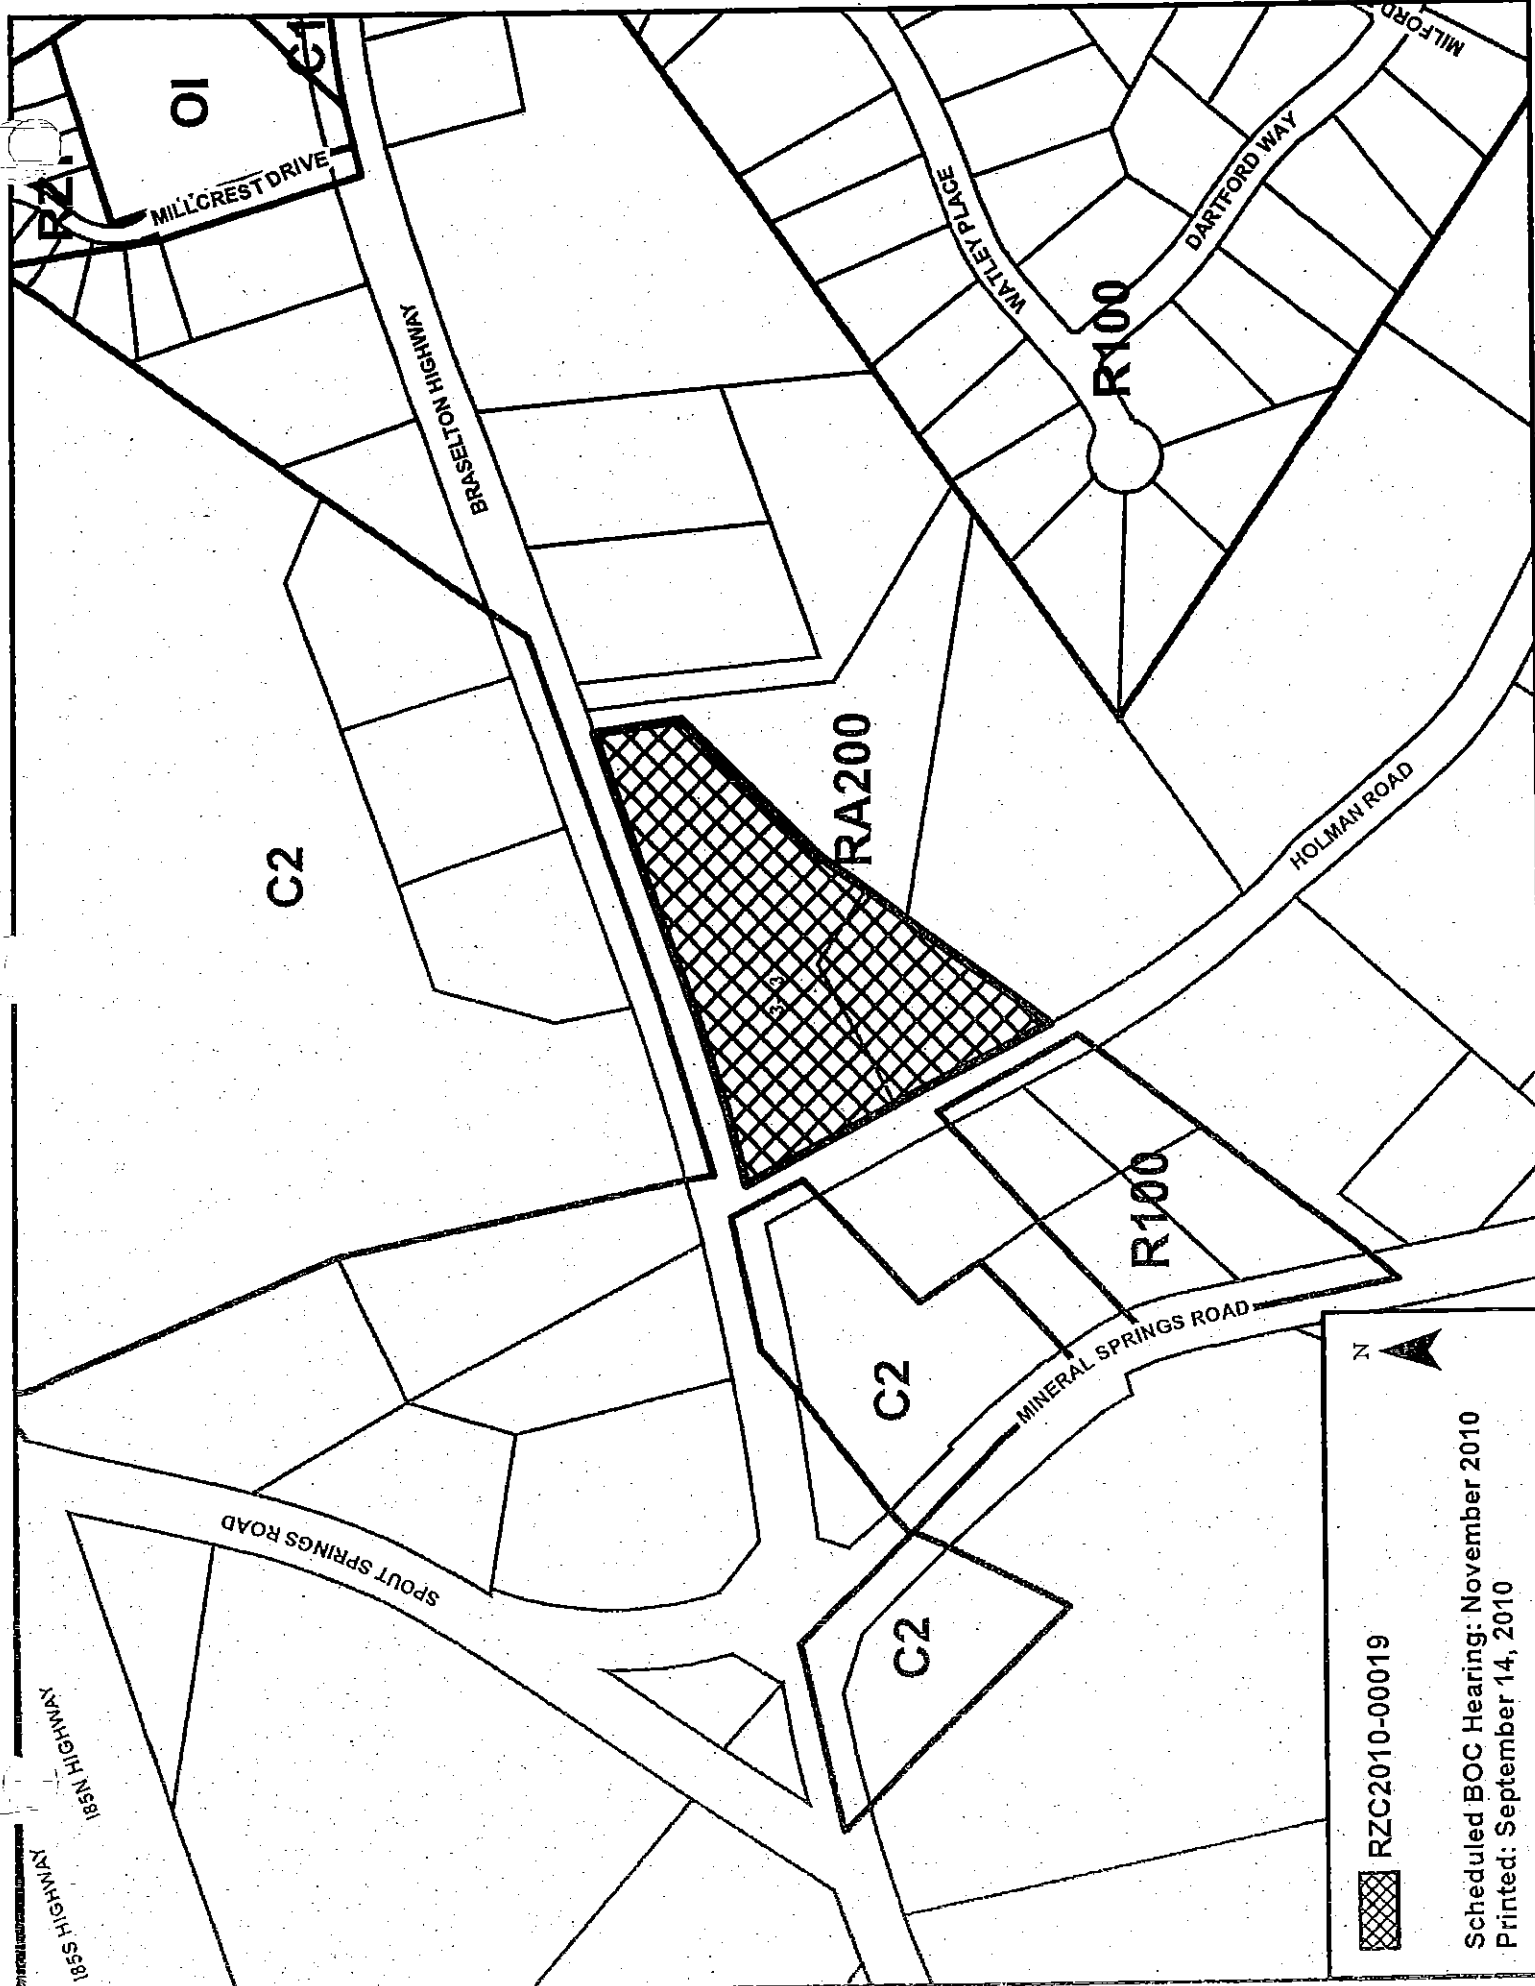 I85S HIGHWAY
I85N HIGHWAY
SPOUT SPRINGS ROAD
C2
C2
C2
MINERAL SPRINGS ROAD
R100
HOLMAN ROAD
RA200
BRASELTON HIGHWAY
MILLCREST DRIVE
OI
C1
WATLEY PLACE
DARTFORD WAY
R100
MILFORD
N
RZC2010-00019
Scheduled BOC Hearing: November 2010
Printed: September 14, 2010